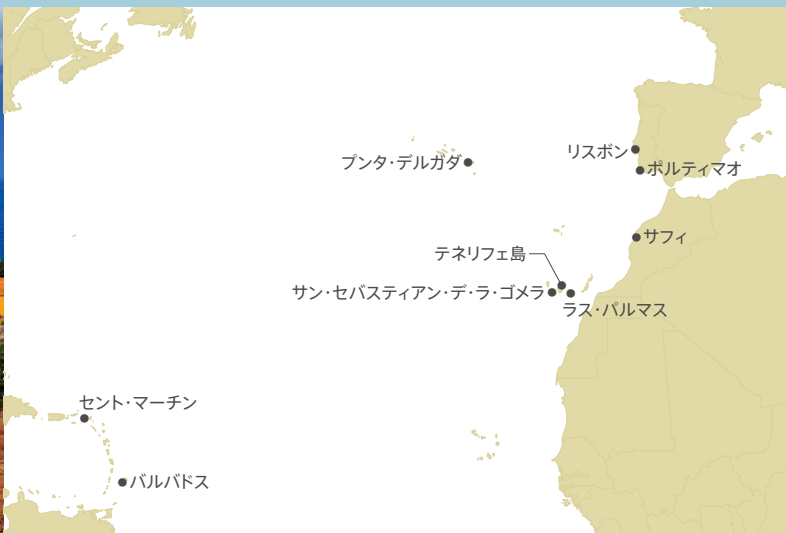 リスボン
プンタ・デルガダ
ポルティマオ
サフィ
テネリフェ島
サン・セバスティアン・デ・ラ・ゴメラ
ラス・パルマス
セント・マーチン
バルバドス